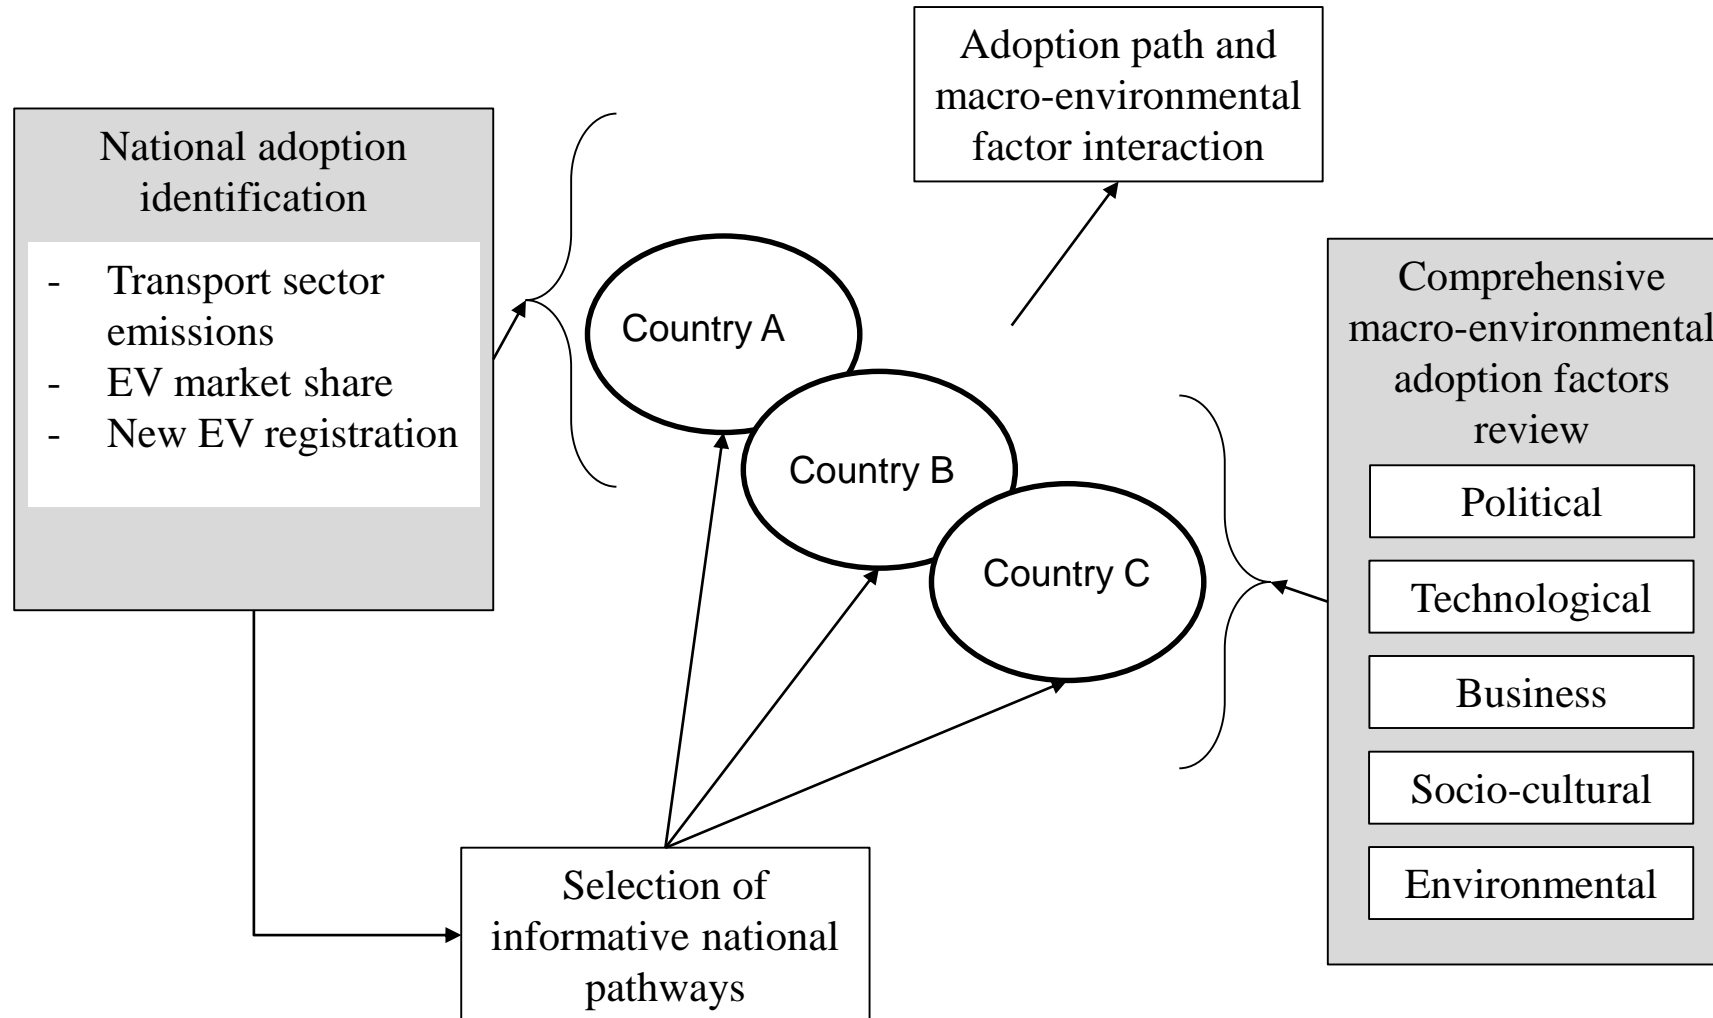 Adoption path and
macro-environmental
factor interaction
National adoption
identification
- Transport sector
emissions
- EV market share
- New EV registration
Country A
Country B
Country C
Comprehensive
macro-environmental
adoption factors
review
Political
Technological
Business
Socio-cultural
Environmental
Selection of
informative national
pathways